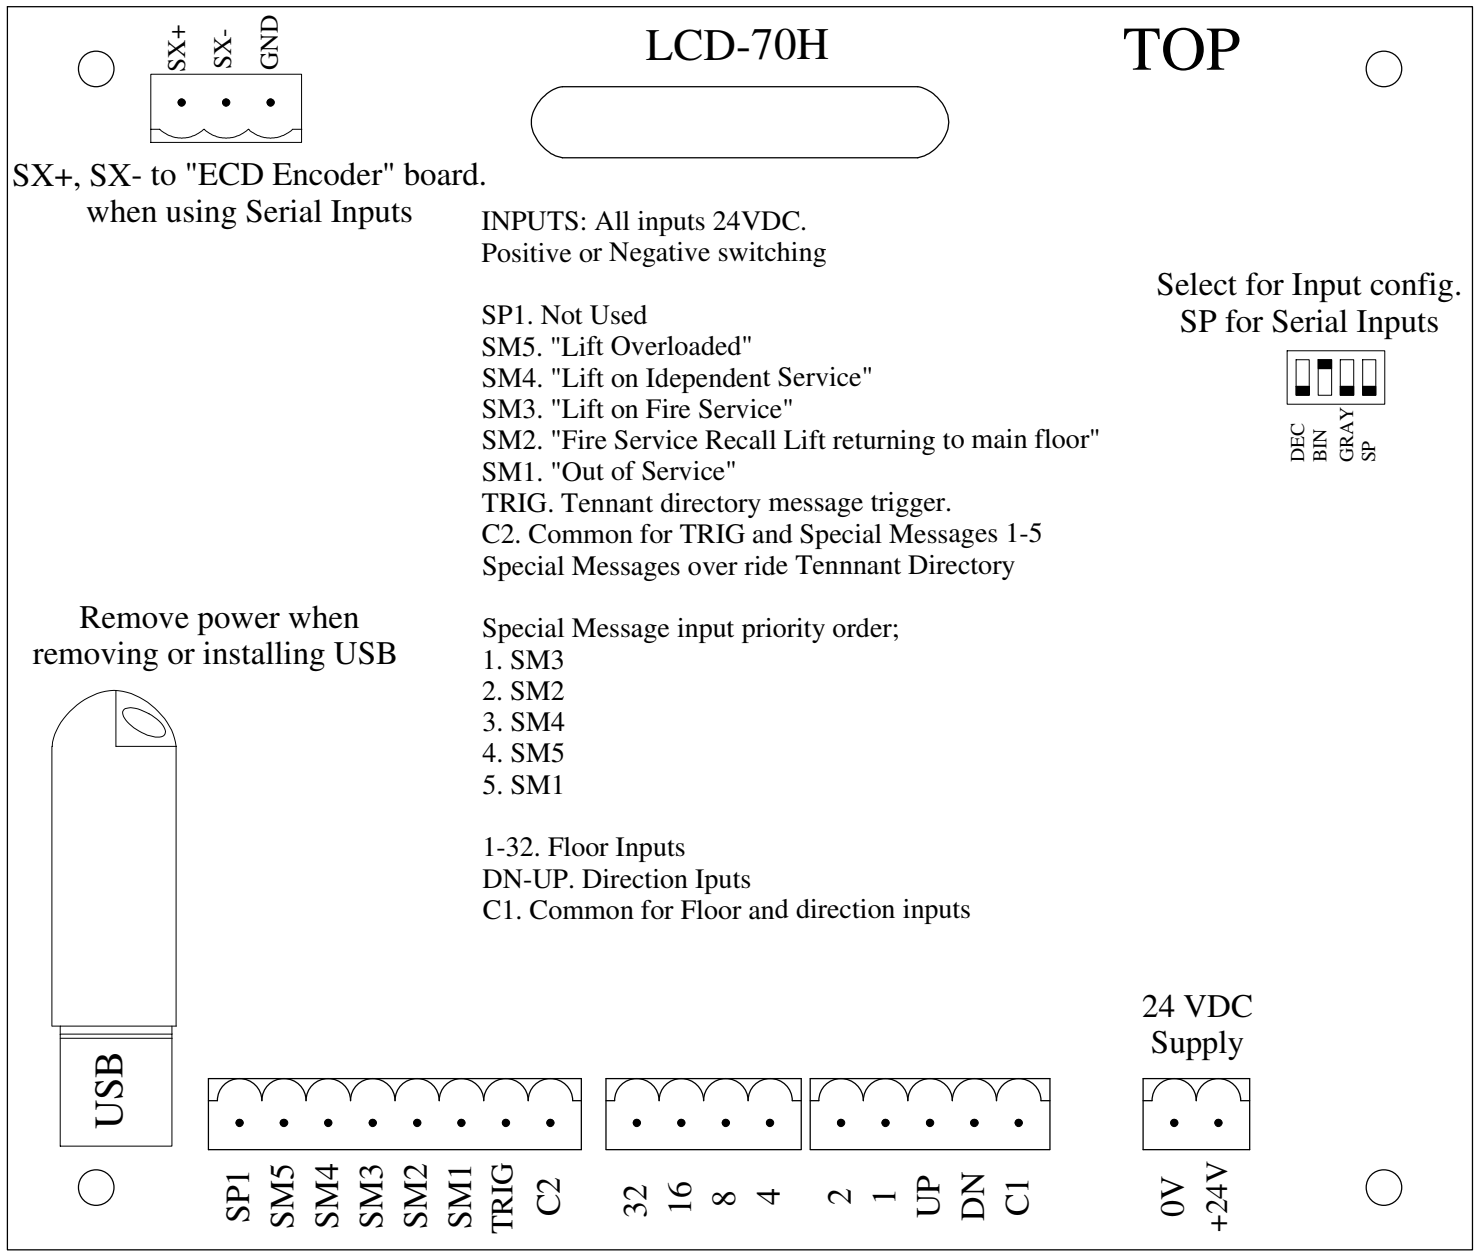 SX+
SX-
GND
LCD-70H
TOP
SX+, SX- to "ECD Encoder" board.
when using Serial Inputs
INPUTS: All inputs 24VDC.
Positive or Negative switching
SP1. Not Used
SM5. "Lift Overloaded"
SM4. "Lift on Idependent Service"
SM3. "Lift on Fire Service"
SM2. "Fire Service Recall Lift returning to main floor"
SM1. "Out of Service"
TRIG. Tennant directory message trigger.
C2. Common for TRIG and Special Messages 1-5
Special Messages over ride Tennnant Directory
Select for Input config.
SP for Serial Inputs
DEC
BIN
GRAY
SP
Remove power when
removing or installing USB
Special Message input priority order;
1. SM3
2. SM2
3. SM4
4. SM5
5. SM1
1-32. Floor Inputs
DN-UP. Direction Iputs
C1. Common for Floor and direction inputs
USB
24 VDC
Supply
SP1
SM5
SM4
SM3
SM2
SM1
TRIG
C2
32
16
8
4
2
1
UP
DN
C1
0V
+24V